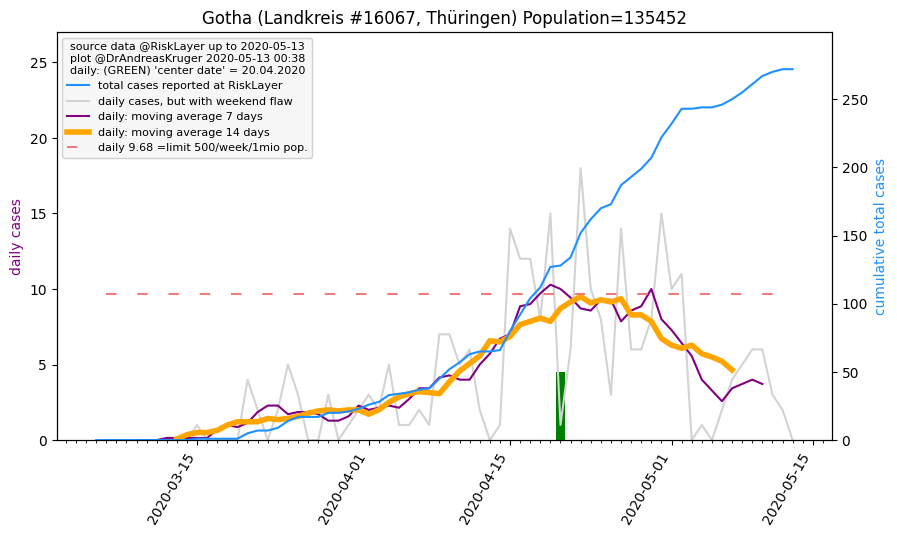 Gotha (Landkreis #16067, Thüringen) Population=135452
source data @RiskLayer up to 2020-05-13
plot @DrAndreasKruger 2020-05-13 00:38
daily: (GREEN) 'center date' = 20.04.2020
total cases reported at RiskLayer
daily cases, but with weekend flaw
daily: moving average 7 days
daily: moving average 14 days
daily 9.68 =limit 500/week/1mio pop.
daily cases
25
20
15
10
5
0
cumulative total cases
250
200
150
100
50
0
2020-03-15
2020-04-01
2020-04-15
2020-05-01
2020-05-15